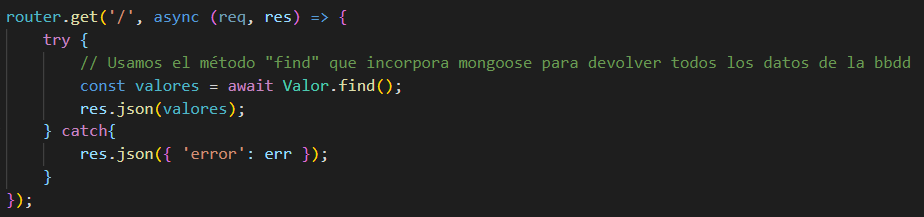 router.get('/', async (req, res) => {
    try {
        // Usamos el método "find" que incorpora mongoose para devolver todos los datos de la bbdd
        const valores = await Valor.find();
        res.json(valores);
    } catch{
        res.json({ 'error': err });
    }
});